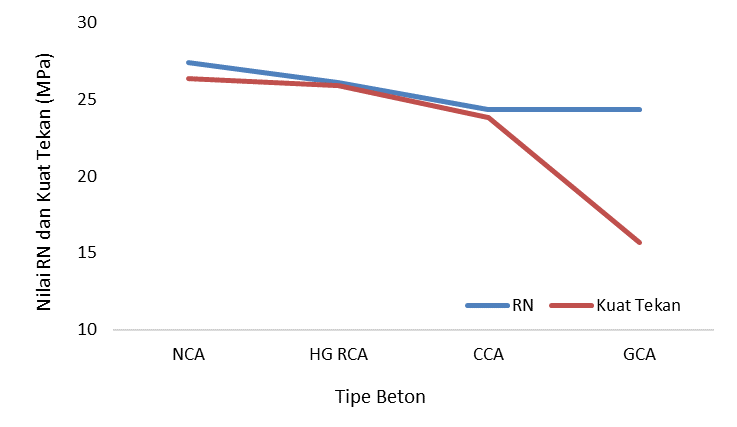 30
25
20
15
10
Nilai RN dan Kuat Tekan (MPa)
RN
Kuat Tekan
NCA
HG RCA
CCA
GCA
Tipe Beton